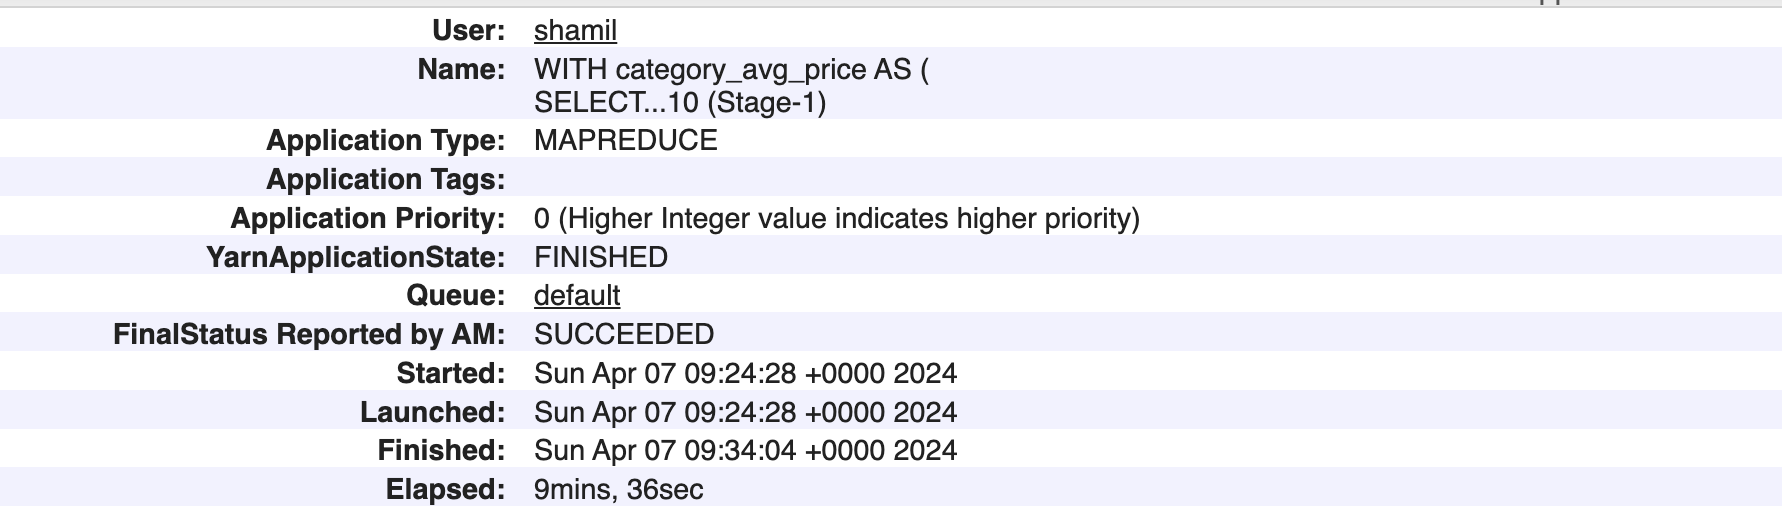 User: shamil
Name: WITH category_avg_price AS (
SELECT...10 (Stage-1)
Application Type: MAPREDUCE
Application Tags:
Application Priority: 0 (Higher Integer value indicates higher priority)
YarnApplicationState: FINISHED
Queue: default
FinalStatus Reported by AM: SUCCEEDED
Started: Sun Apr 07 09:24:28 +0000 2024
Launched: Sun Apr 07 09:24:28 +0000 2024
Finished: Sun Apr 07 09:34:04 +0000 2024
Elapsed: 9mins, 36sec